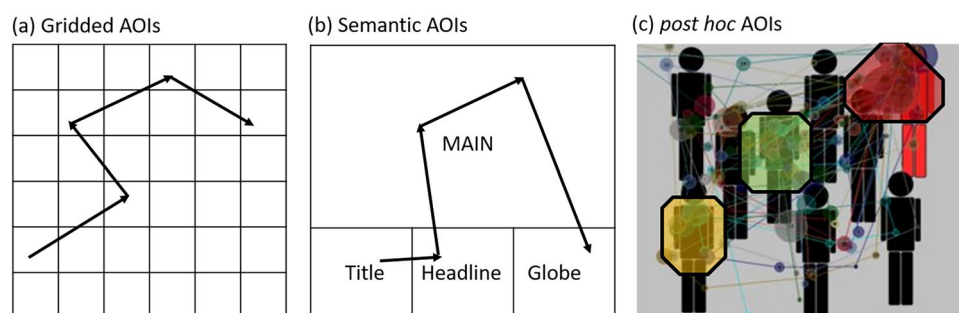 (a) Gridded AOIs
(b) Semantic AOIs
(c) post hoc AOIs
MAIN
Title
Headline
Globe